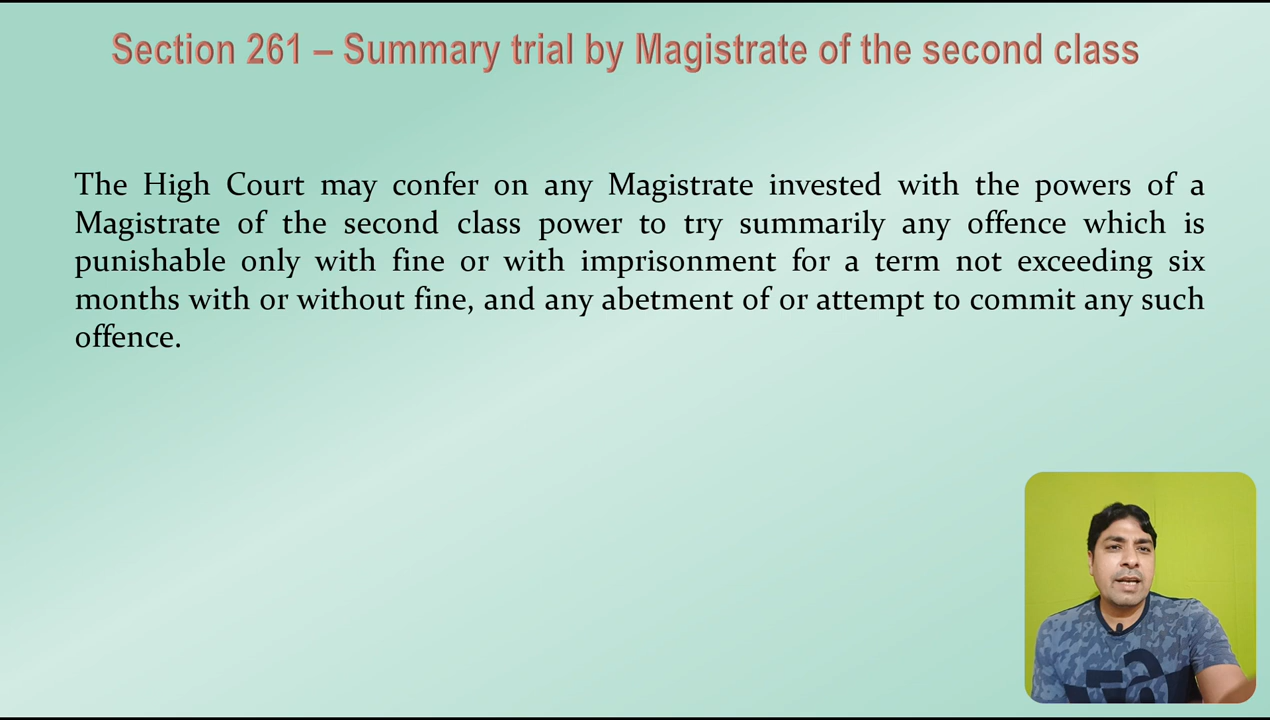 Section 261 – Summary trial by Magistrate of the second class
The High Court may confer on any Magistrate invested with the powers of a
Magistrate of the second class power to try summarily any offence which is
punishable only with fine or with imprisonment for a term not exceeding six
months with or without fine, and any abetment of or attempt to commit any such
offence.